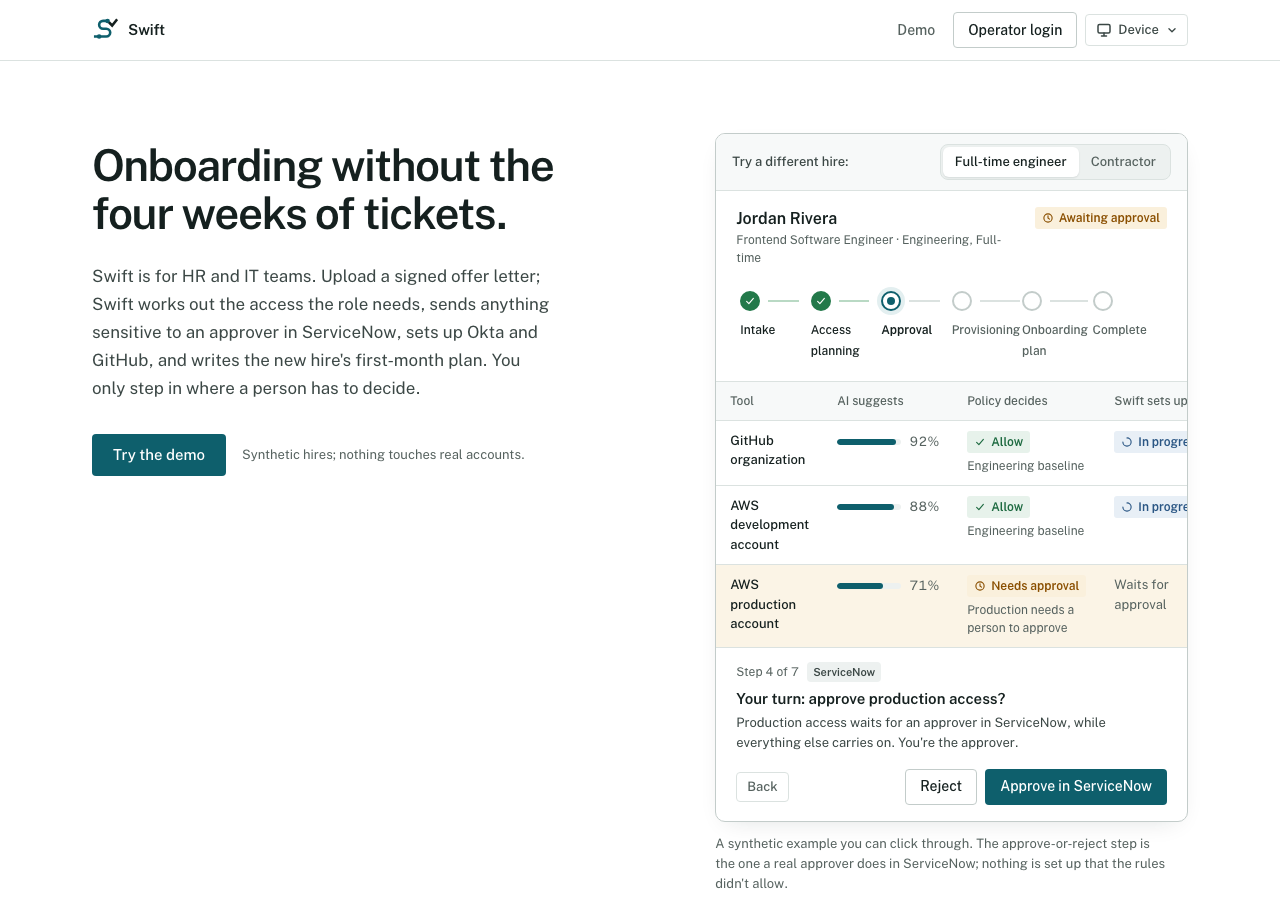 Swift
Demo
Operator login
Device
Onboarding without the
four weeks of tickets.
Swift is for HR and IT teams. Upload a signed offer letter;
Swift works out the access the role needs, sends anything
sensitive to an approver in ServiceNow, sets up Okta and
GitHub, and writes the new hire's first-month plan. You
only step in where a person has to decide.
Try the demo
Synthetic hires; nothing touches real accounts.
Try a different hire:
Full-time engineer
Contractor
Jordan Rivera
Awaiting approval
Frontend Software Engineer · Engineering, Full-
time
Intake
Access
planning
Approval
Provisioning
Onboarding
plan
Complete
Tool
AI suggests
Policy decides
Swift sets up
GitHub
organization
92%
Allow
Engineering baseline
In progre
AWS
development
account
88%
Allow
Engineering baseline
In progre
AWS
production
account
71%
Needs approval
Production needs a
person to approve
Waits for
approval
Step 4 of 7
ServiceNow
Your turn: approve production access?
Production access waits for an approver in ServiceNow, while
everything else carries on. You're the approver.
Back
Reject
Approve in ServiceNow
A synthetic example you can click through. The approve-or-reject step is
the one a real approver does in ServiceNow; nothing is set up that the rules
didn't allow.